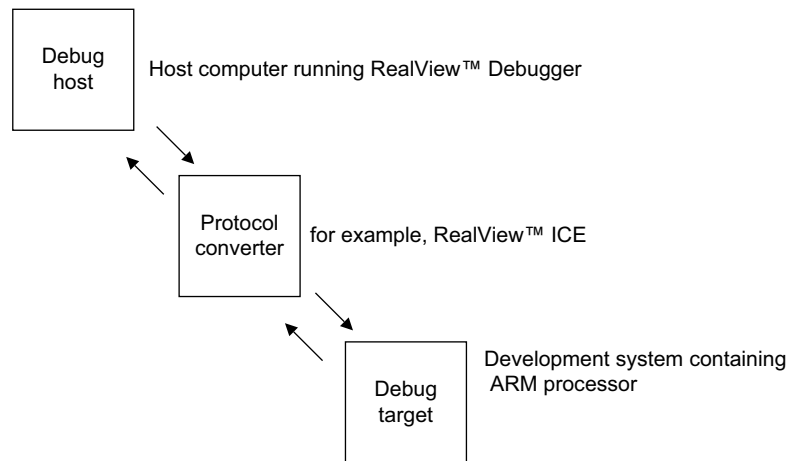 Debug
host
Host computer running RealView™ Debugger
Protocol
converter
for example, RealView™ ICE
Debug
target
Development system containing
ARM processor